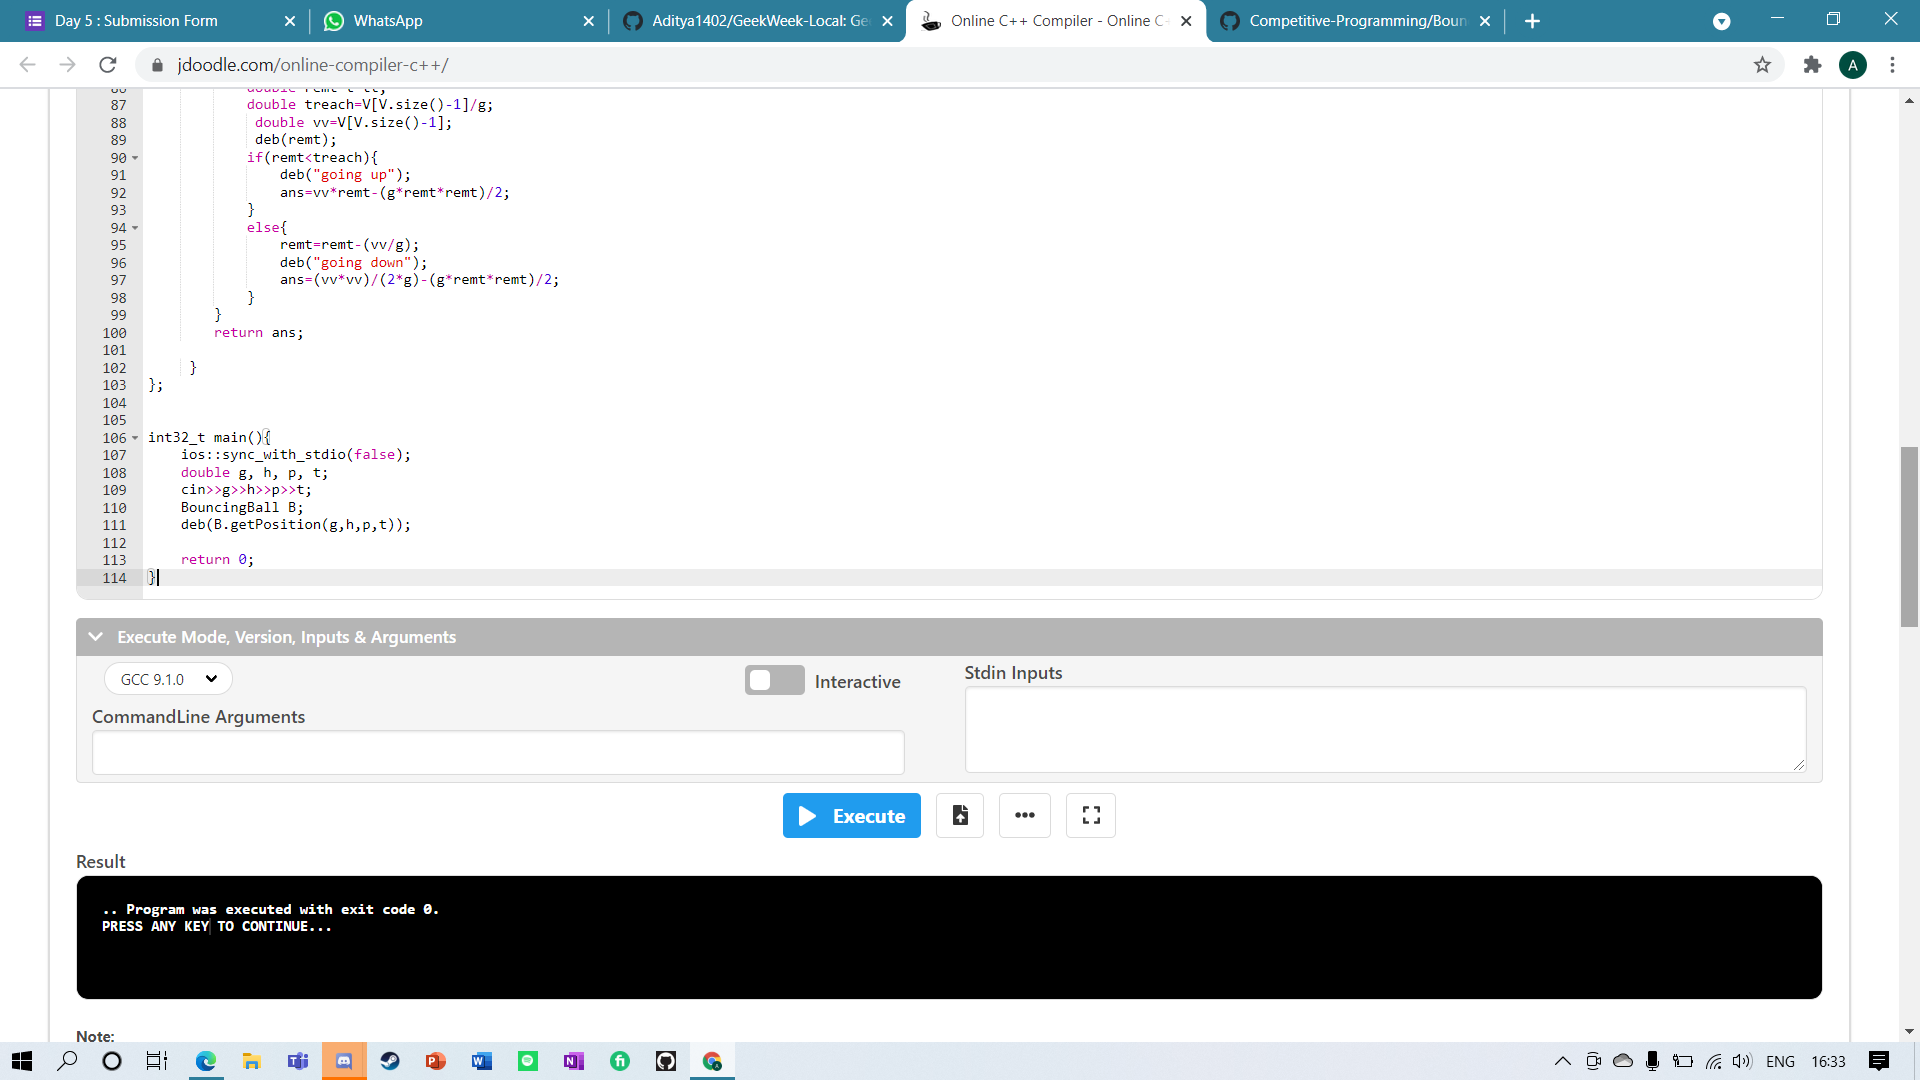 Day 5 : Submission Form
WhatsApp
Aditya1402/GeekWeek-Local: Ge
Online C++ Compiler - Online C
Competitive-Programming/Boun
jdoodle.com/online-compiler-c++/
A
87 double treach=V[V.size()-1]/g;
88 double vv=V[V.size()-1];
89 deb(remt);
90 if(remt<treach){
91 deb("going up");
92 ans=vv*remt-(g*remt*remt)/2;
93 }
94 else{
95 remt=remt-(vv/g);
96 deb("going down");
97 ans=(vv*vv)/(2*g)-(g*remt*remt)/2;
98 }
99 }
100 return ans;
101
102 }
103 };
104
105
106 int32_t main(){
107 ios::sync_with_stdio(false);
108 double g, h, p, t;
109 cin>>g>>h>>p>>t;
110 BouncingBall B;
111 deb(B.getPosition(g,h,p,t));
112
113 return 0;
114 }
Execute Mode, Version, Inputs & Arguments
GCC 9.1.0
Interactive
Stdin Inputs
CommandLine Arguments
Execute
Result
.. Program was executed with exit code 0.
PRESS ANY KEY TO CONTINUE...
Note:
ENG
16:33